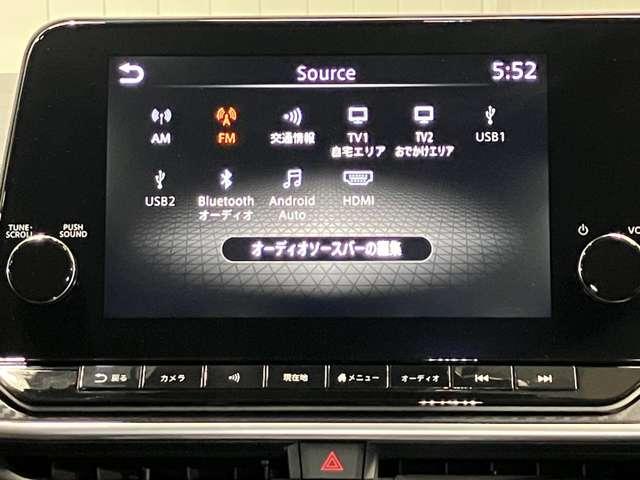 Source
5:52
AM
FM
交通情報
TV1
自宅エリア
TV2
おでかけエリア
USB1
USB2
Bluetooth
オーディオ
Android
Auto
HDMI
オーディオソースバーの編集
TUNE·
SCROLL
PUSH
SOUND
VO
戻る
カメラ
現在地
メニュー
オーディオ